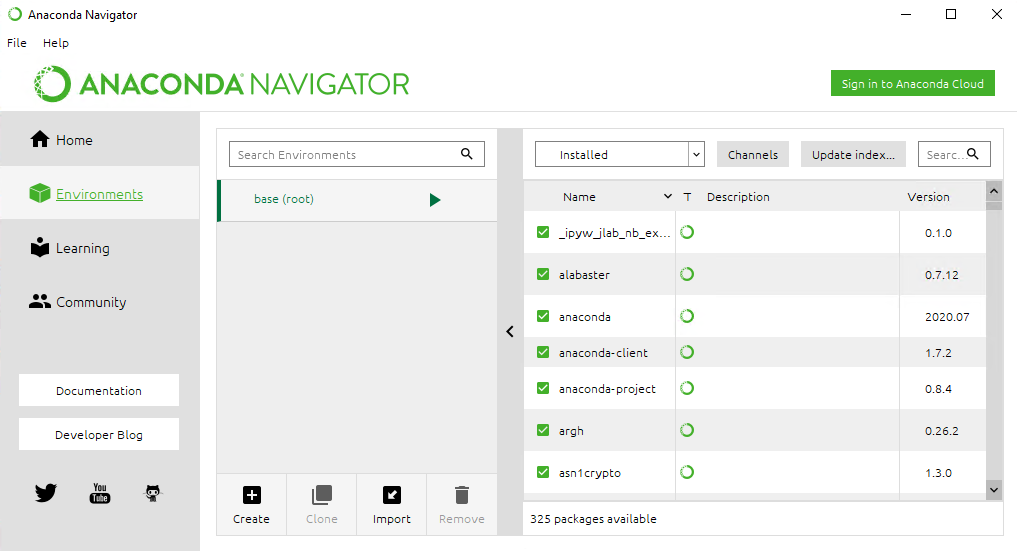 Anaconda Navigator
File Help
ANACONDA NAVIGATOR
Sign in to Anaconda Cloud
Home
Environments
Learning
Community
Documentation
Developer Blog
You Tube
Search Environments
base (root)
Create Clone Import Remove
Installed Channels Update index... Searc...
Name T Description Version
_ipyw_jlab_nb_ex... 0.1.0
alabaster 0.7.12
anaconda 2020.07
anaconda-client 1.7.2
anaconda-project 0.8.4
argh 0.26.2
asn1crypto 1.3.0
325 packages available